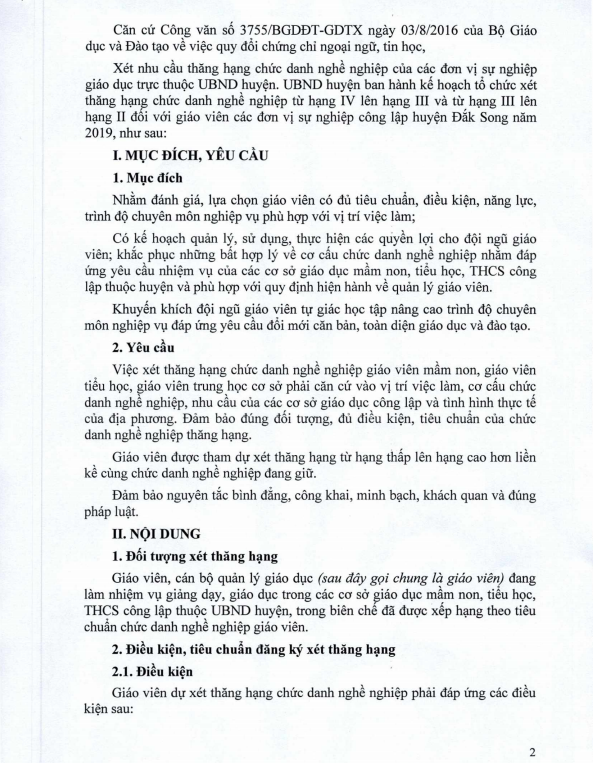 Căn cứ Công văn số 3755/BGDĐT-GDTX ngày 03/8/2016 của Bộ Giáo
dục và Đào tạo về việc quy đổi chứng chỉ ngoại ngữ, tin học,
Xét nhu cầu thăng hạng chức danh nghề nghiệp của các đơn vị sự nghiệp
giáo dục trực thuộc UBND huyện. UBND huyện ban hành kế hoạch tổ chức xét
thăng hạng chức danh nghề nghiệp từ hạng IV lên hạng III và từ hạng III lên
hạng II đối với giáo viên các đơn vị sự nghiệp công lập huyện Đắk Song năm
2019, như sau:
I. MỤC ĐÍCH, YÊU CẦU
1. Mục đích
Nhằm đánh giá, lựa chọn giáo viên có đủ tiêu chuẩn, điều kiện, năng lực,
trình độ chuyên môn nghiệp vụ phù hợp với vị trí việc làm;
Có kế hoạch quản lý, sử dụng, thực hiện các quyền lợi cho đội ngũ giáo
viên; khắc phục những bất hợp lý về cơ cấu chức danh nghề nghiệp nhằm đáp
ứng yêu cầu nhiệm vụ của các cơ sở giáo dục mầm non, tiểu học, THCS công
lập thuộc huyện và phù hợp với quy định hiện hành về quản lý giáo viên.
Khuyến khích đội ngũ giáo viên tự giác học tập nâng cao trình độ chuyên
môn nghiệp vụ đáp ứng yêu cầu đổi mới căn bản, toàn diện giáo dục và đào tạo.
2. Yêu cầu
Việc xét thăng hạng chức danh nghề nghiệp giáo viên mầm non, giáo viên
tiểu học, giáo viên trung học cơ sở phải căn cứ vào vị trí việc làm, cơ cấu chức
danh nghề nghiệp, nhu cầu của các cơ sở giáo dục công lập và tình hình thực tế
của địa phương. Đảm bảo đúng đối tượng, đủ điều kiện, tiêu chuẩn của chức
danh nghề nghiệp thăng hạng.
Giáo viên được tham dự xét thăng hạng từ hạng thấp lên hạng cao hơn liền
kề cùng chức danh nghề nghiệp đang giữ.
Đảm bảo nguyên tắc bình đẳng, công khai, minh bạch, khách quan và đúng
pháp luật.
II. NỘI DUNG
1. Đối tượng xét thăng hạng
Giáo viên, cán bộ quản lý giáo dục (sau đây gọi chung là giáo viên) đang
làm nhiệm vụ giảng dạy, giáo dục trong các cơ sở giáo dục mầm non, tiểu học,
THCS công lập thuộc UBND huyện, trong biên chế đã được xếp hạng theo tiêu
chuẩn chức danh nghề nghiệp giáo viên.
2. Điều kiện, tiêu chuẩn đăng ký xét thăng hạng
2.1. Điều kiện
Giáo viên dự xét thăng hạng chức danh nghề nghiệp phải đáp ứng các điều
kiện sau:
2